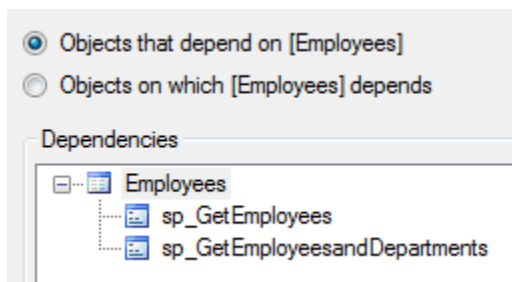 Objects that depend on [Employees]
Objects on which [Employees] depends
Dependencies
Employees
sp_GetEmployees
sp_GetEmployeesandDepartments